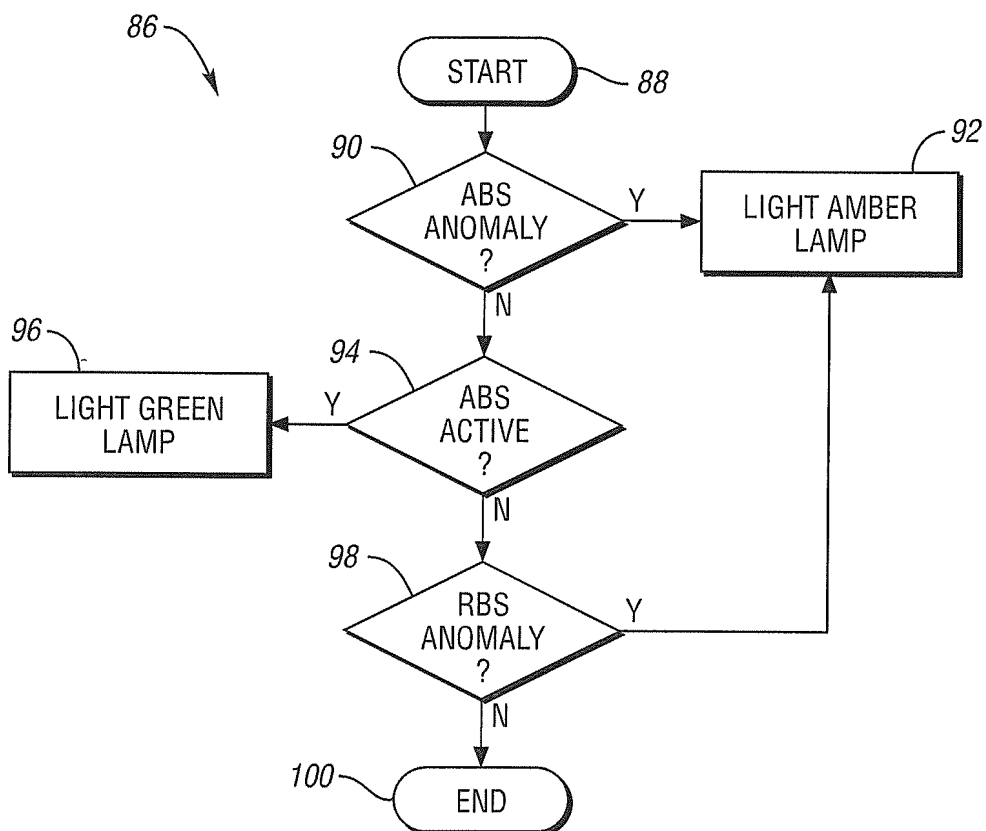 86
START
88
90
ABS
ANOMALY
?
Y
92
LIGHT AMBER
LAMP
N
96
LIGHT GREEN
LAMP
Y
94
ABS
ACTIVE
?
N
98
RBS
ANOMALY
?
Y
N
100
END